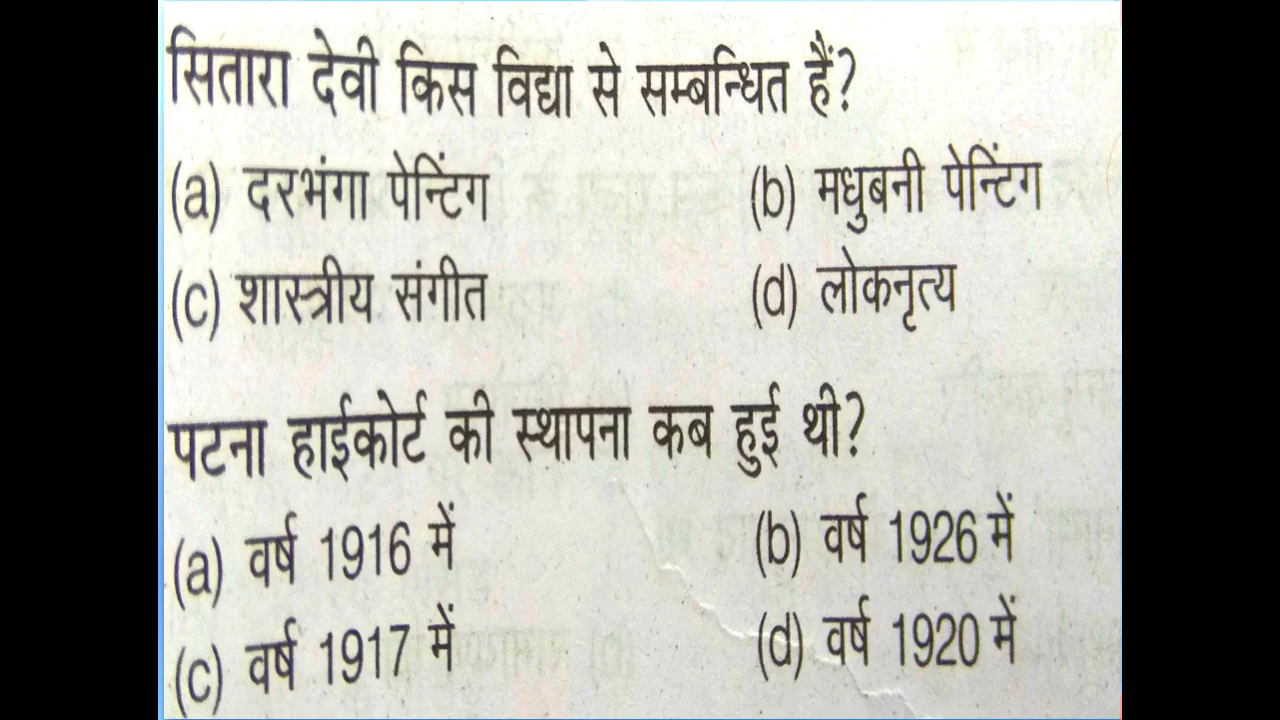 सितारा देवी किस विद्या से सम्बन्धित हैं?
(a) दरभंगा पेन्टिंग (b) मधुबनी पेन्टिंग
(c) शास्त्रीय संगीत (d) लोकनृत्य
पटना हाईकोर्ट की स्थापना कब हुई थी?
(a) वर्ष 1916 में (b) वर्ष 1926 में
(c) वर्ष 1917 में (d) वर्ष 1920 में